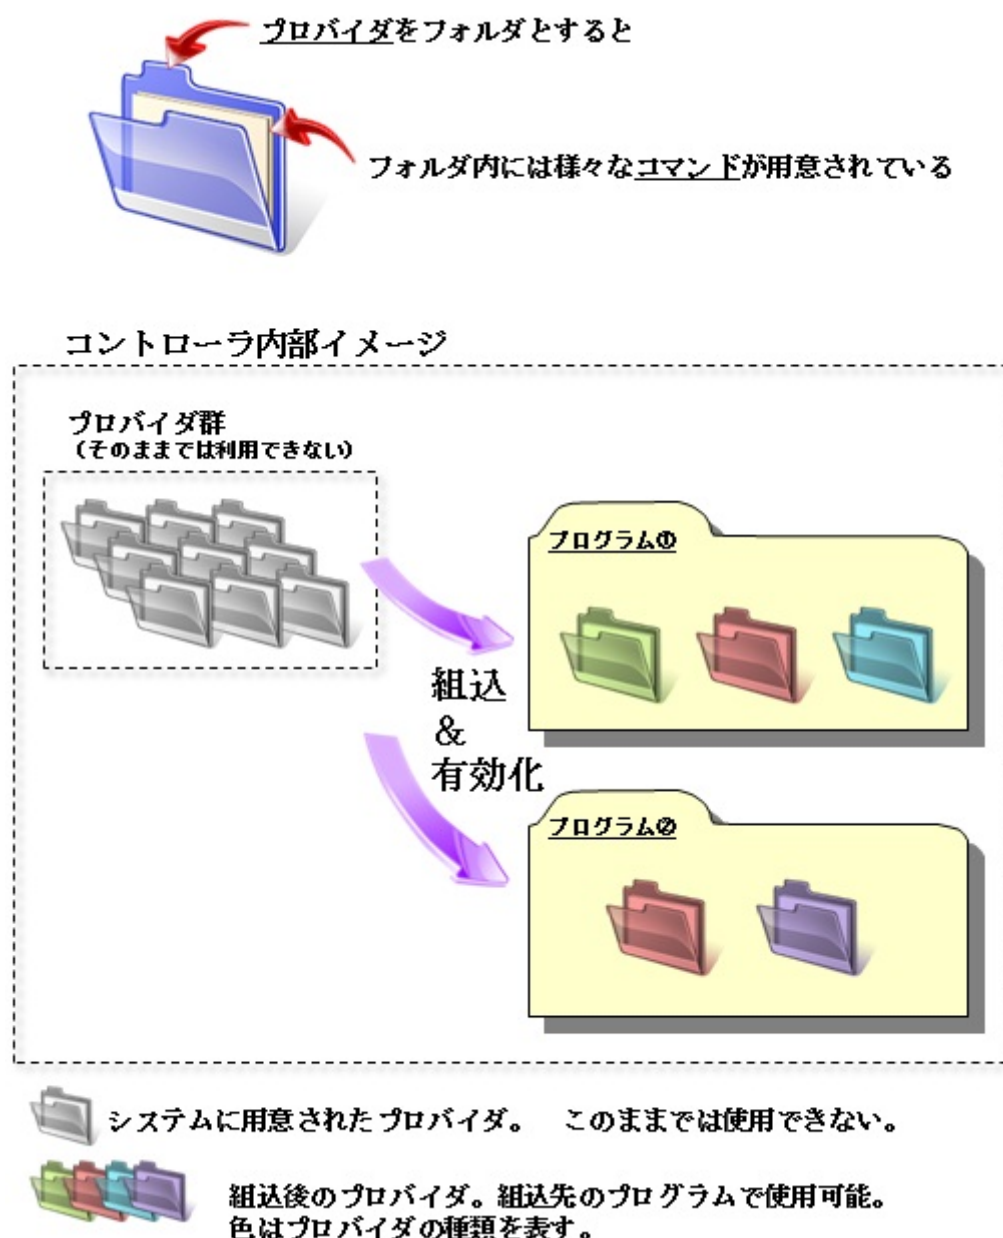 プロバイダをフォルダとすると
フォルダ内には様々なコマンドが用意されている
コントローラ内部イメージ
プロバイダ群
（そのままでは利用できない）
プログラム①
組込
&
有効化
プログラム②
システムに用意されたプロバイダ。　このままでは使用できない。
組込後のプロバイダ。組込先のプログラムで使用可能。
色はプロバイダの種類を表す。